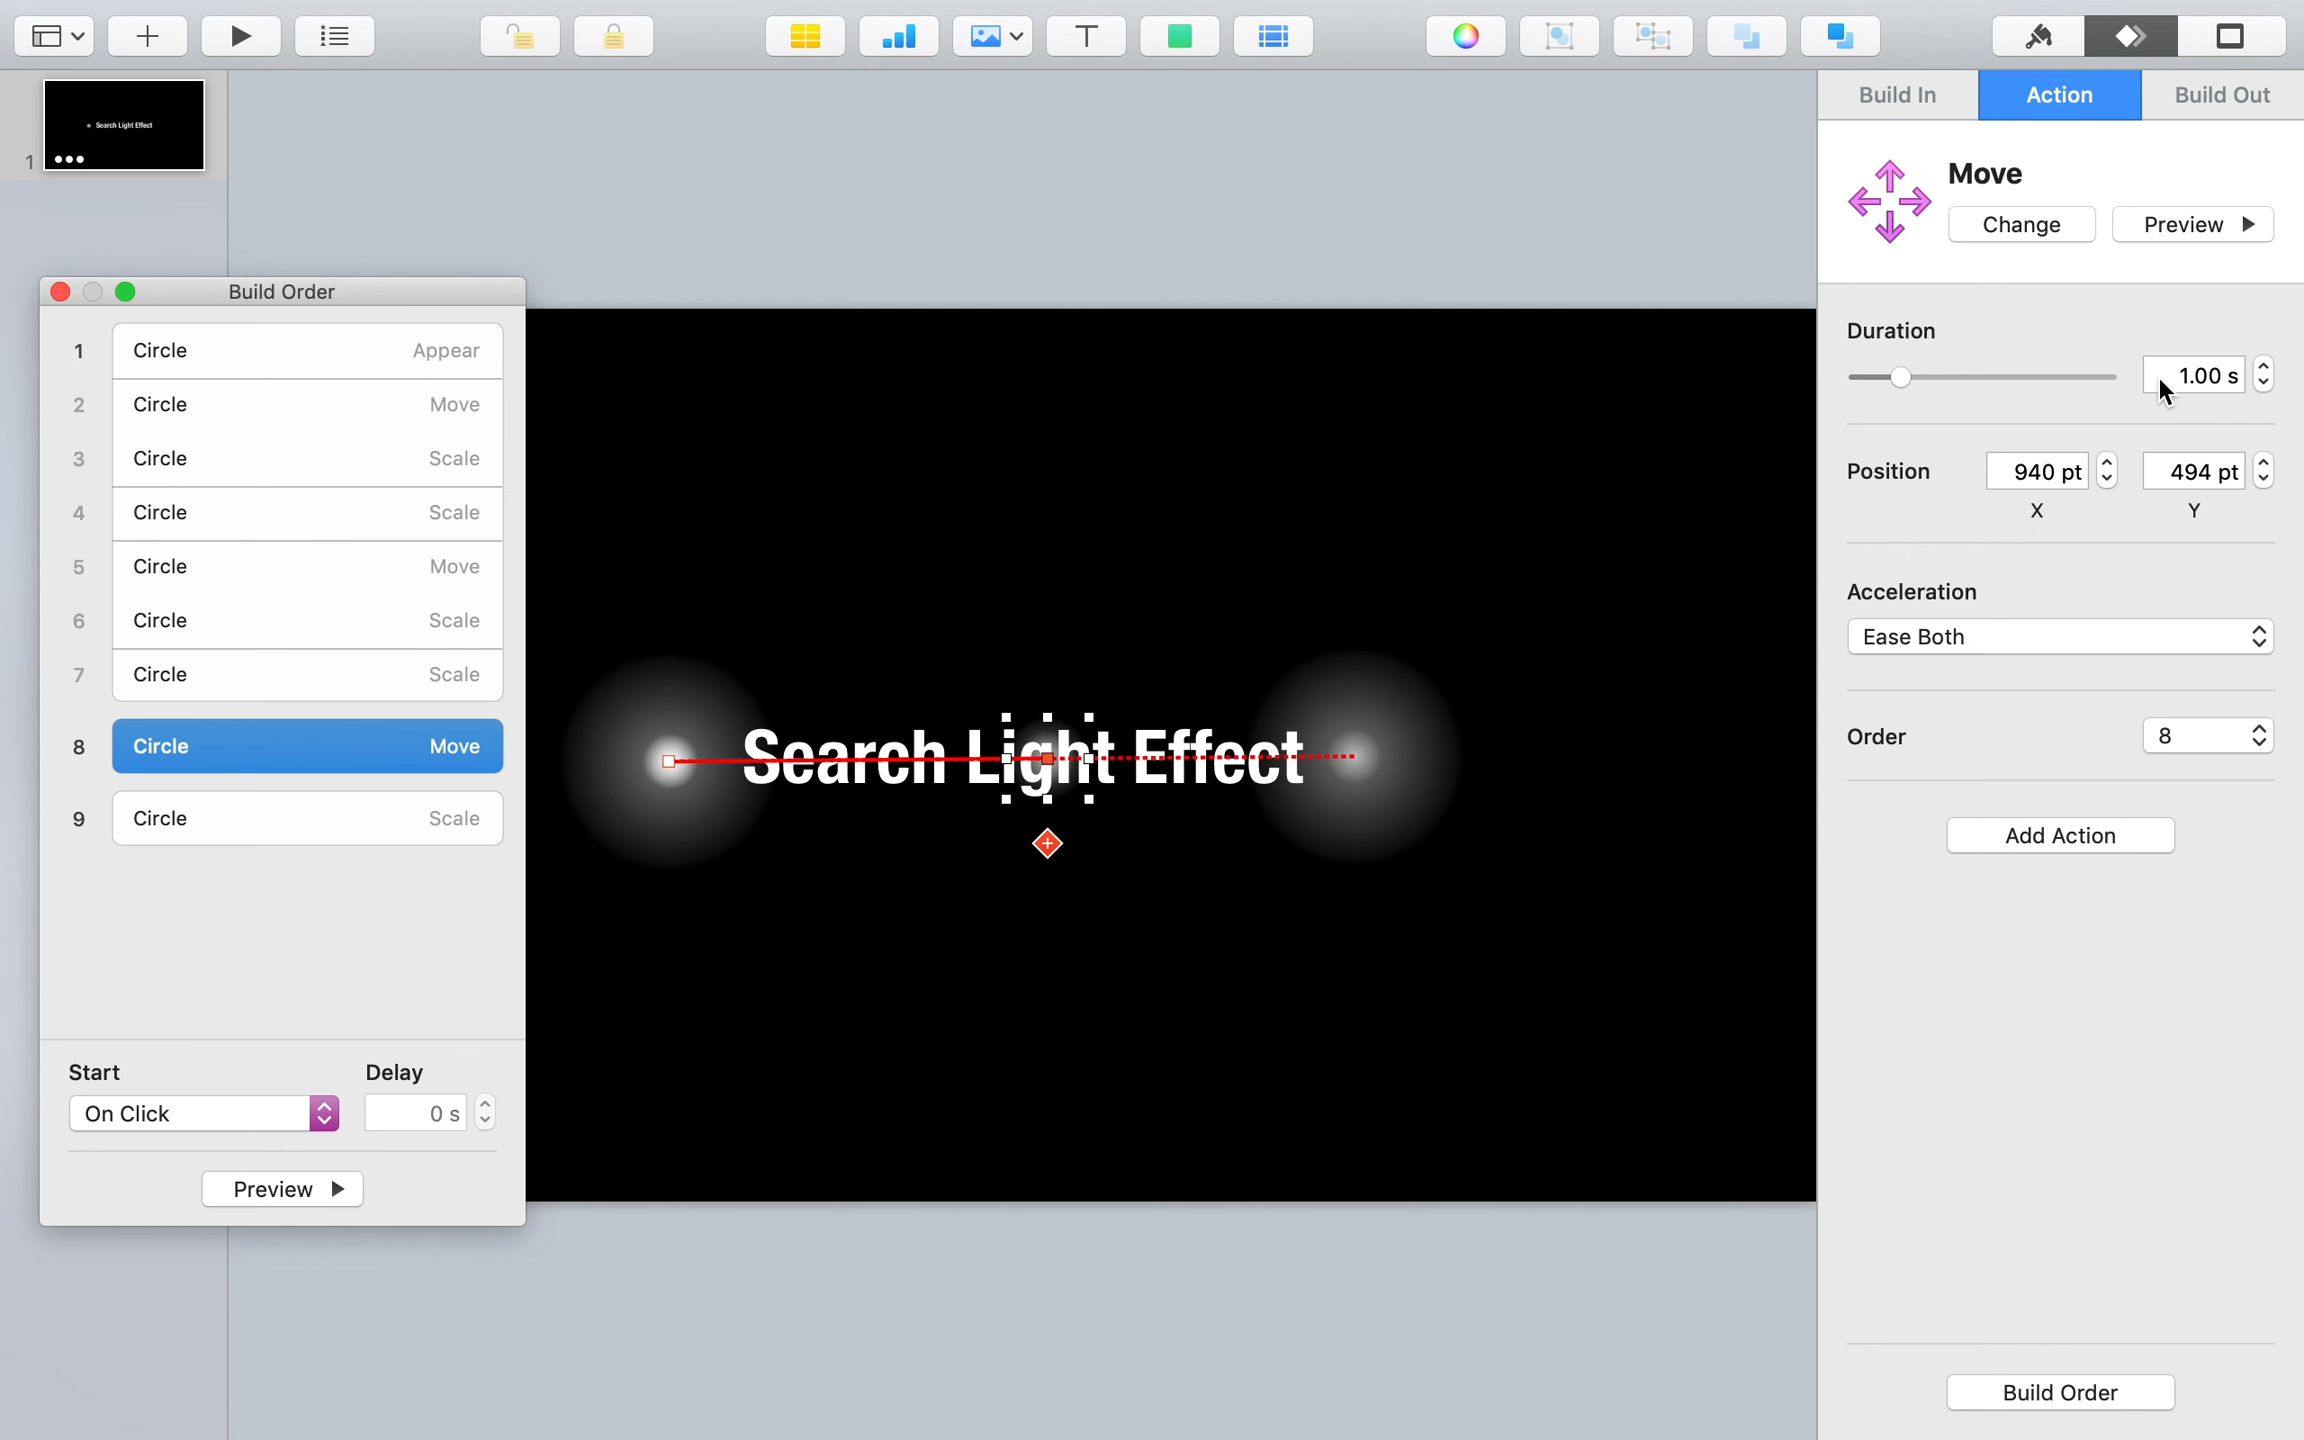 Build In
Action
Build Out
Search Light Effect
1
Move
Change
Preview
Build Order
1 Circle Appear
2 Circle Move
3 Circle Scale
4 Circle Scale
5 Circle Move
6 Circle Scale
7 Circle Scale
8 Circle Move
9 Circle Scale
Start
Delay
On Click
0 s
Preview
Search Light Effect
Duration
1.00 s
Position
940 pt
494 pt
X
Y
Acceleration
Ease Both
Order
8
Add Action
Build Order